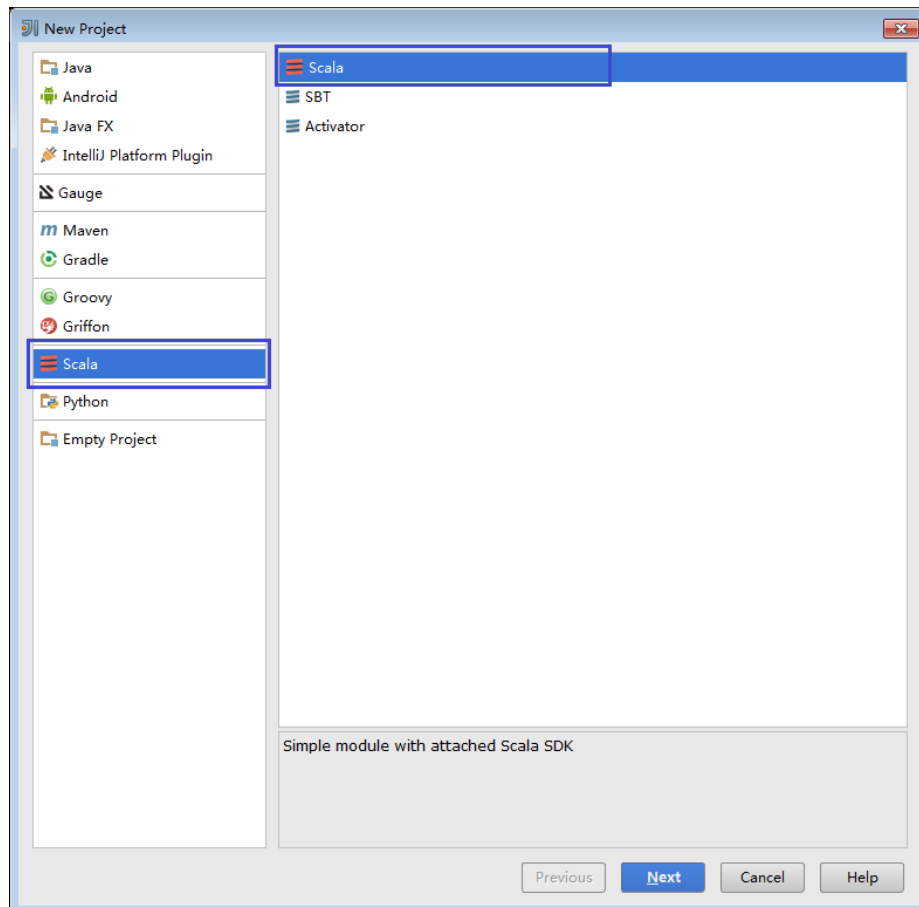 New Project
Java
Android
Java FX
IntelliJ Platform Plugin
Gauge
Maven
Gradle
Groovy
Griffon
Scala
Python
Empty Project
Scala
SBT
Activator
Simple module with attached Scala SDK
Previous
Next
Cancel
Help